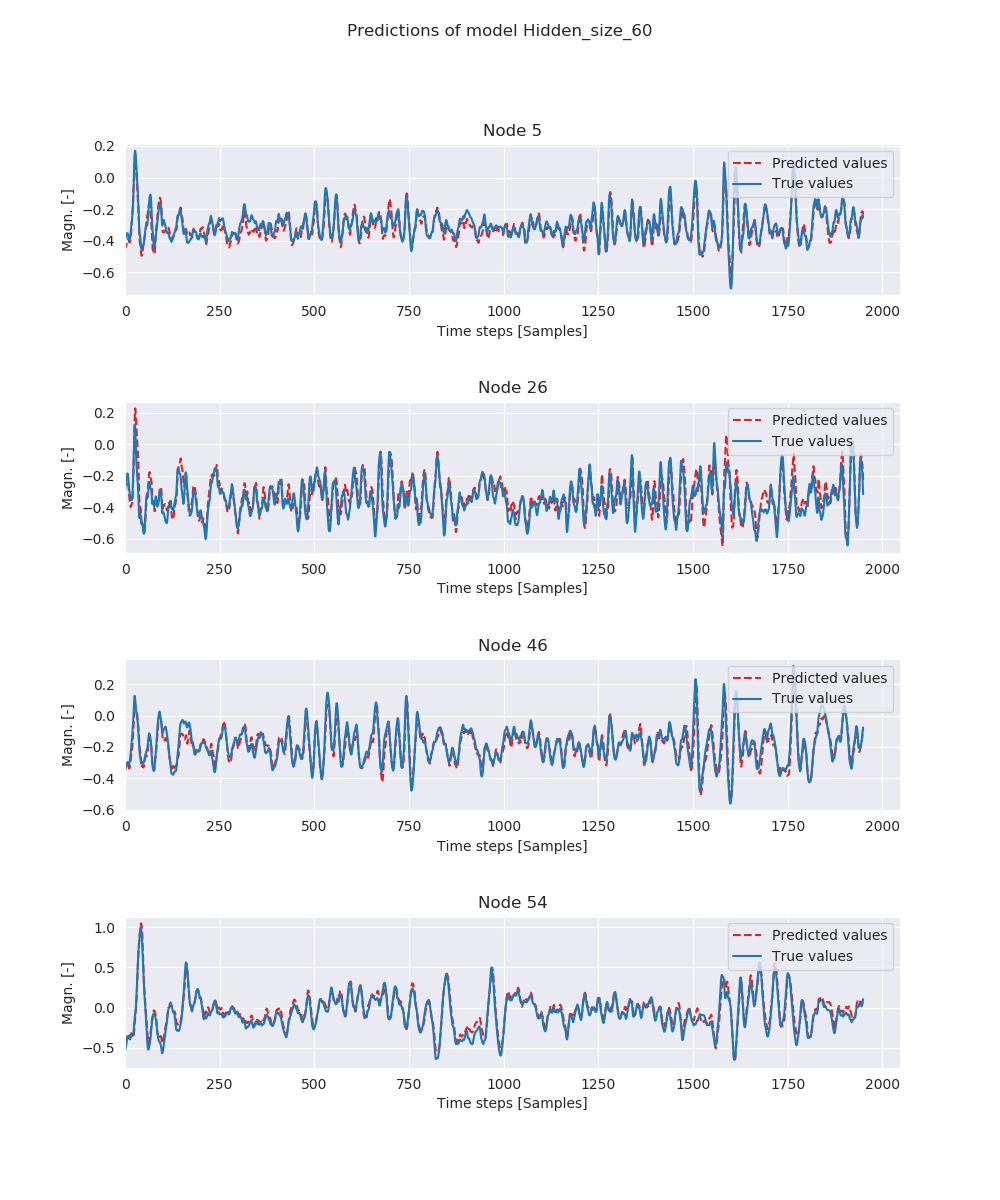 Predictions of model Hidden_size_60
Node 5
Magn. [-]
0.2
0.0
−0.2
−0.4
−0.6
Predicted values
True values
0 250 500 750 1000 1250 1500 1750 2000
Time steps [Samples]
Node 26
Magn. [-]
0.2
0.0
−0.2
−0.4
−0.6
Predicted values
True values
0 250 500 750 1000 1250 1500 1750 2000
Time steps [Samples]
Node 46
Magn. [-]
0.2
0.0
−0.2
−0.4
−0.6
Predicted values
True values
0 250 500 750 1000 1250 1500 1750 2000
Time steps [Samples]
Node 54
Magn. [-]
1.0
0.5
0.0
−0.5
Predicted values
True values
0 250 500 750 1000 1250 1500 1750 2000
Time steps [Samples]